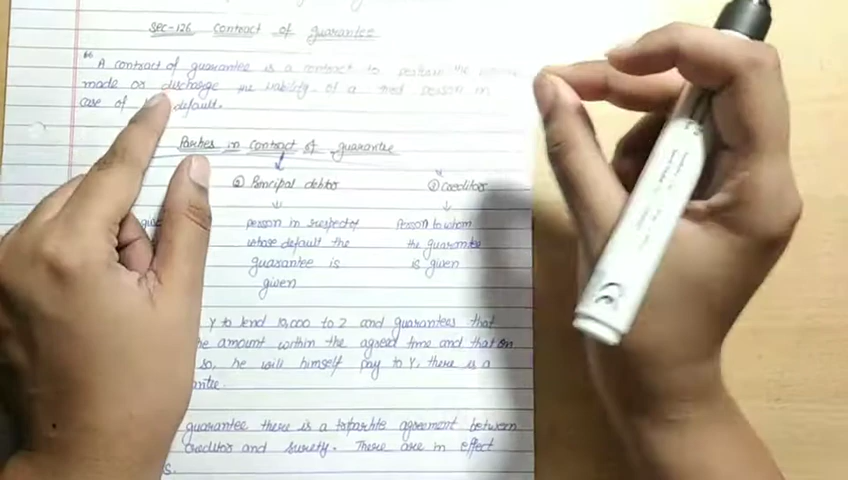 Sec-126 Contract of guarantee
" A contract of guarantee is a contract to perform the
made or discharge the liability of a third person in
case of default.
Parties in contract of guarantee
② Principal debtor
③ Creditor
person in respect of
whose default the
guarantee is
given
Person to whom
the guarantee
is given
Y to lend 10,000 to Z and guarantees that
the amount within the agreed time and that on
so, he will himself pay to Y, there is a
guarantee there is a tripartite agreement between
creditor and surety. There are in effect
CE